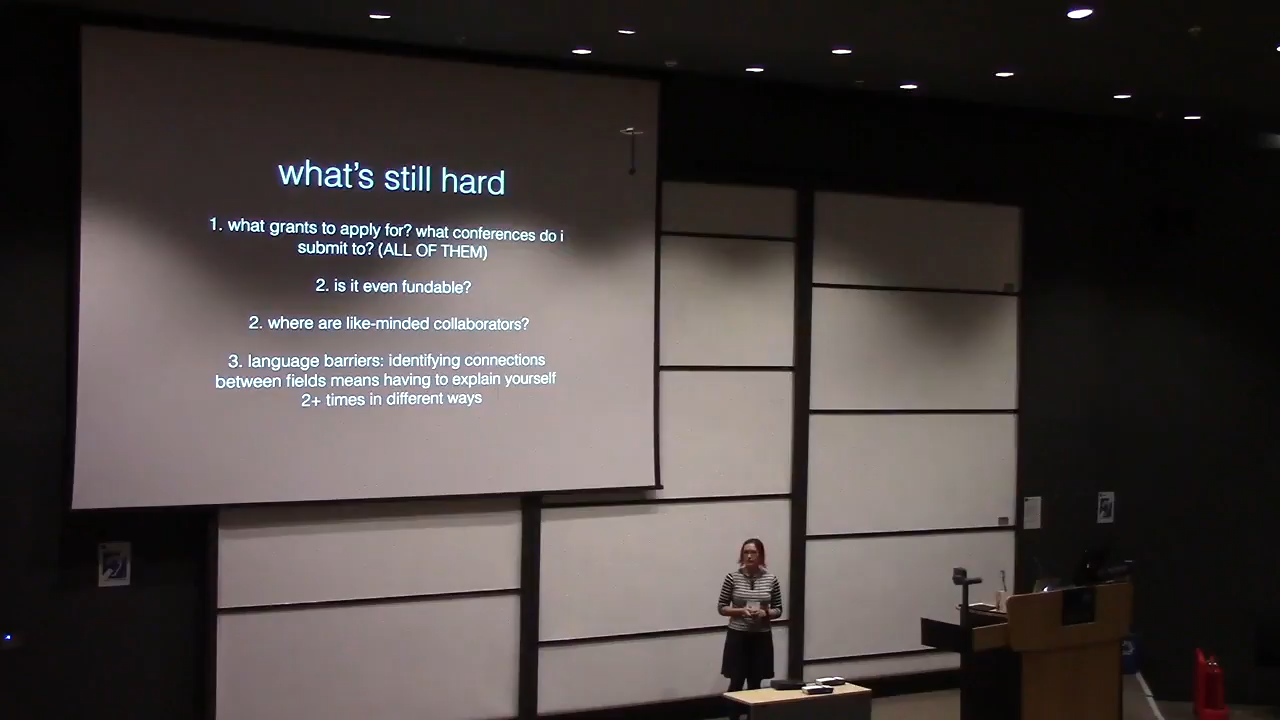 what's still hard
1. what grants to apply for? what conferences do i
submit to? (ALL OF THEM)
2. is it even fundable?
2. where are like-minded collaborators?
3. language barriers: identifying connections
between fields means having to explain yourself
2+ times in different ways